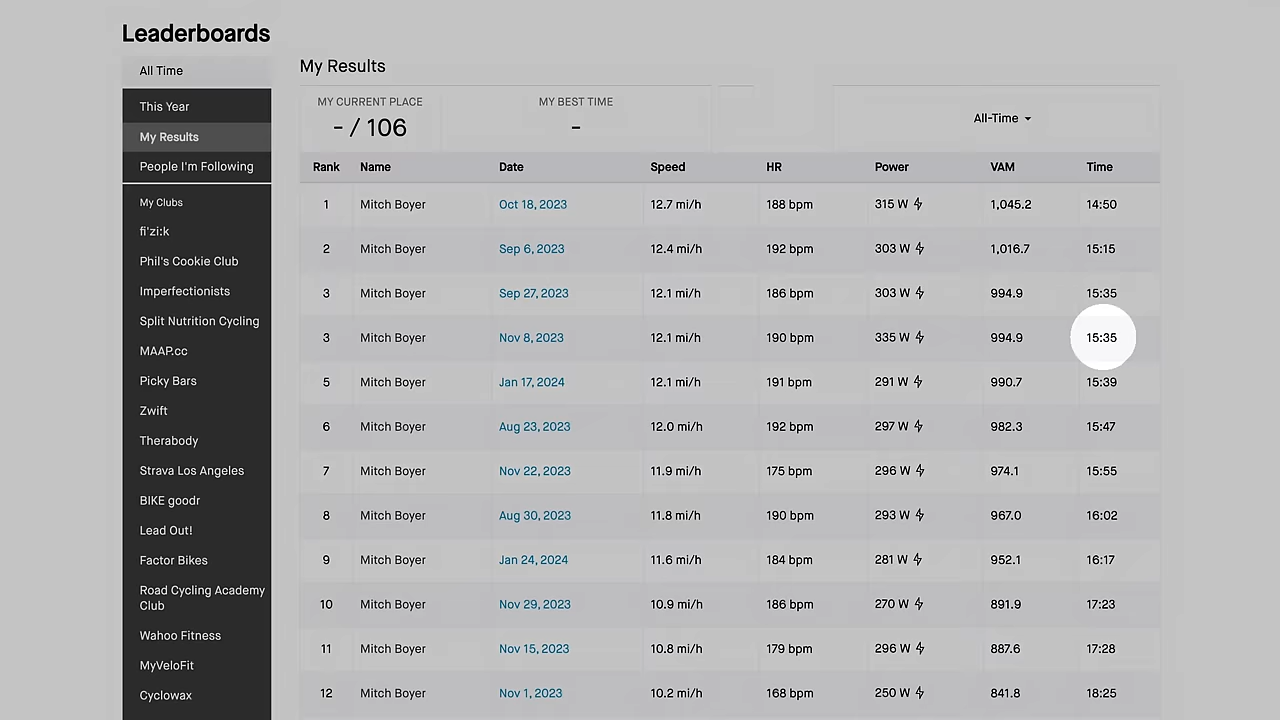 Leaderboards
All Time
This Year
My Results
People I'm Following
My Clubs
fi'zi:k
Phil's Cookie Club
Imperfectionists
Split Nutrition Cycling
MAAP.cc
Picky Bars
Zwift
Therabody
Strava Los Angeles
BIKE goodr
Lead Out!
Factor Bikes
Road Cycling Academy
Club
Wahoo Fitness
MyVeloFit
Cyclowax
My Results
MY CURRENT PLACE MY BEST TIME
- / 106 - All-Time
Rank Name Date Speed HR Power VAM Time
1 Mitch Boyer Oct 18, 2023 12.7 mi/h 188 bpm 315 W 1,045.2 14:50
2 Mitch Boyer Sep 6, 2023 12.4 mi/h 192 bpm 303 W 1,016.7 15:15
3 Mitch Boyer Sep 27, 2023 12.1 mi/h 186 bpm 303 W 994.9 15:35
3 Mitch Boyer Nov 8, 2023 12.1 mi/h 190 bpm 335 W 994.9 15:35
5 Mitch Boyer Jan 17, 2024 12.1 mi/h 191 bpm 291 W 990.7 15:39
6 Mitch Boyer Aug 23, 2023 12.0 mi/h 192 bpm 297 W 982.3 15:47
7 Mitch Boyer Nov 22, 2023 11.9 mi/h 175 bpm 296 W 974.1 15:55
8 Mitch Boyer Aug 30, 2023 11.8 mi/h 190 bpm 293 W 967.0 16:02
9 Mitch Boyer Jan 24, 2024 11.6 mi/h 184 bpm 281 W 952.1 16:17
10 Mitch Boyer Nov 29, 2023 10.9 mi/h 186 bpm 270 W 891.9 17:23
11 Mitch Boyer Nov 15, 2023 10.8 mi/h 179 bpm 296 W 887.6 17:28
12 Mitch Boyer Nov 1, 2023 10.2 mi/h 168 bpm 250 W 841.8 18:25